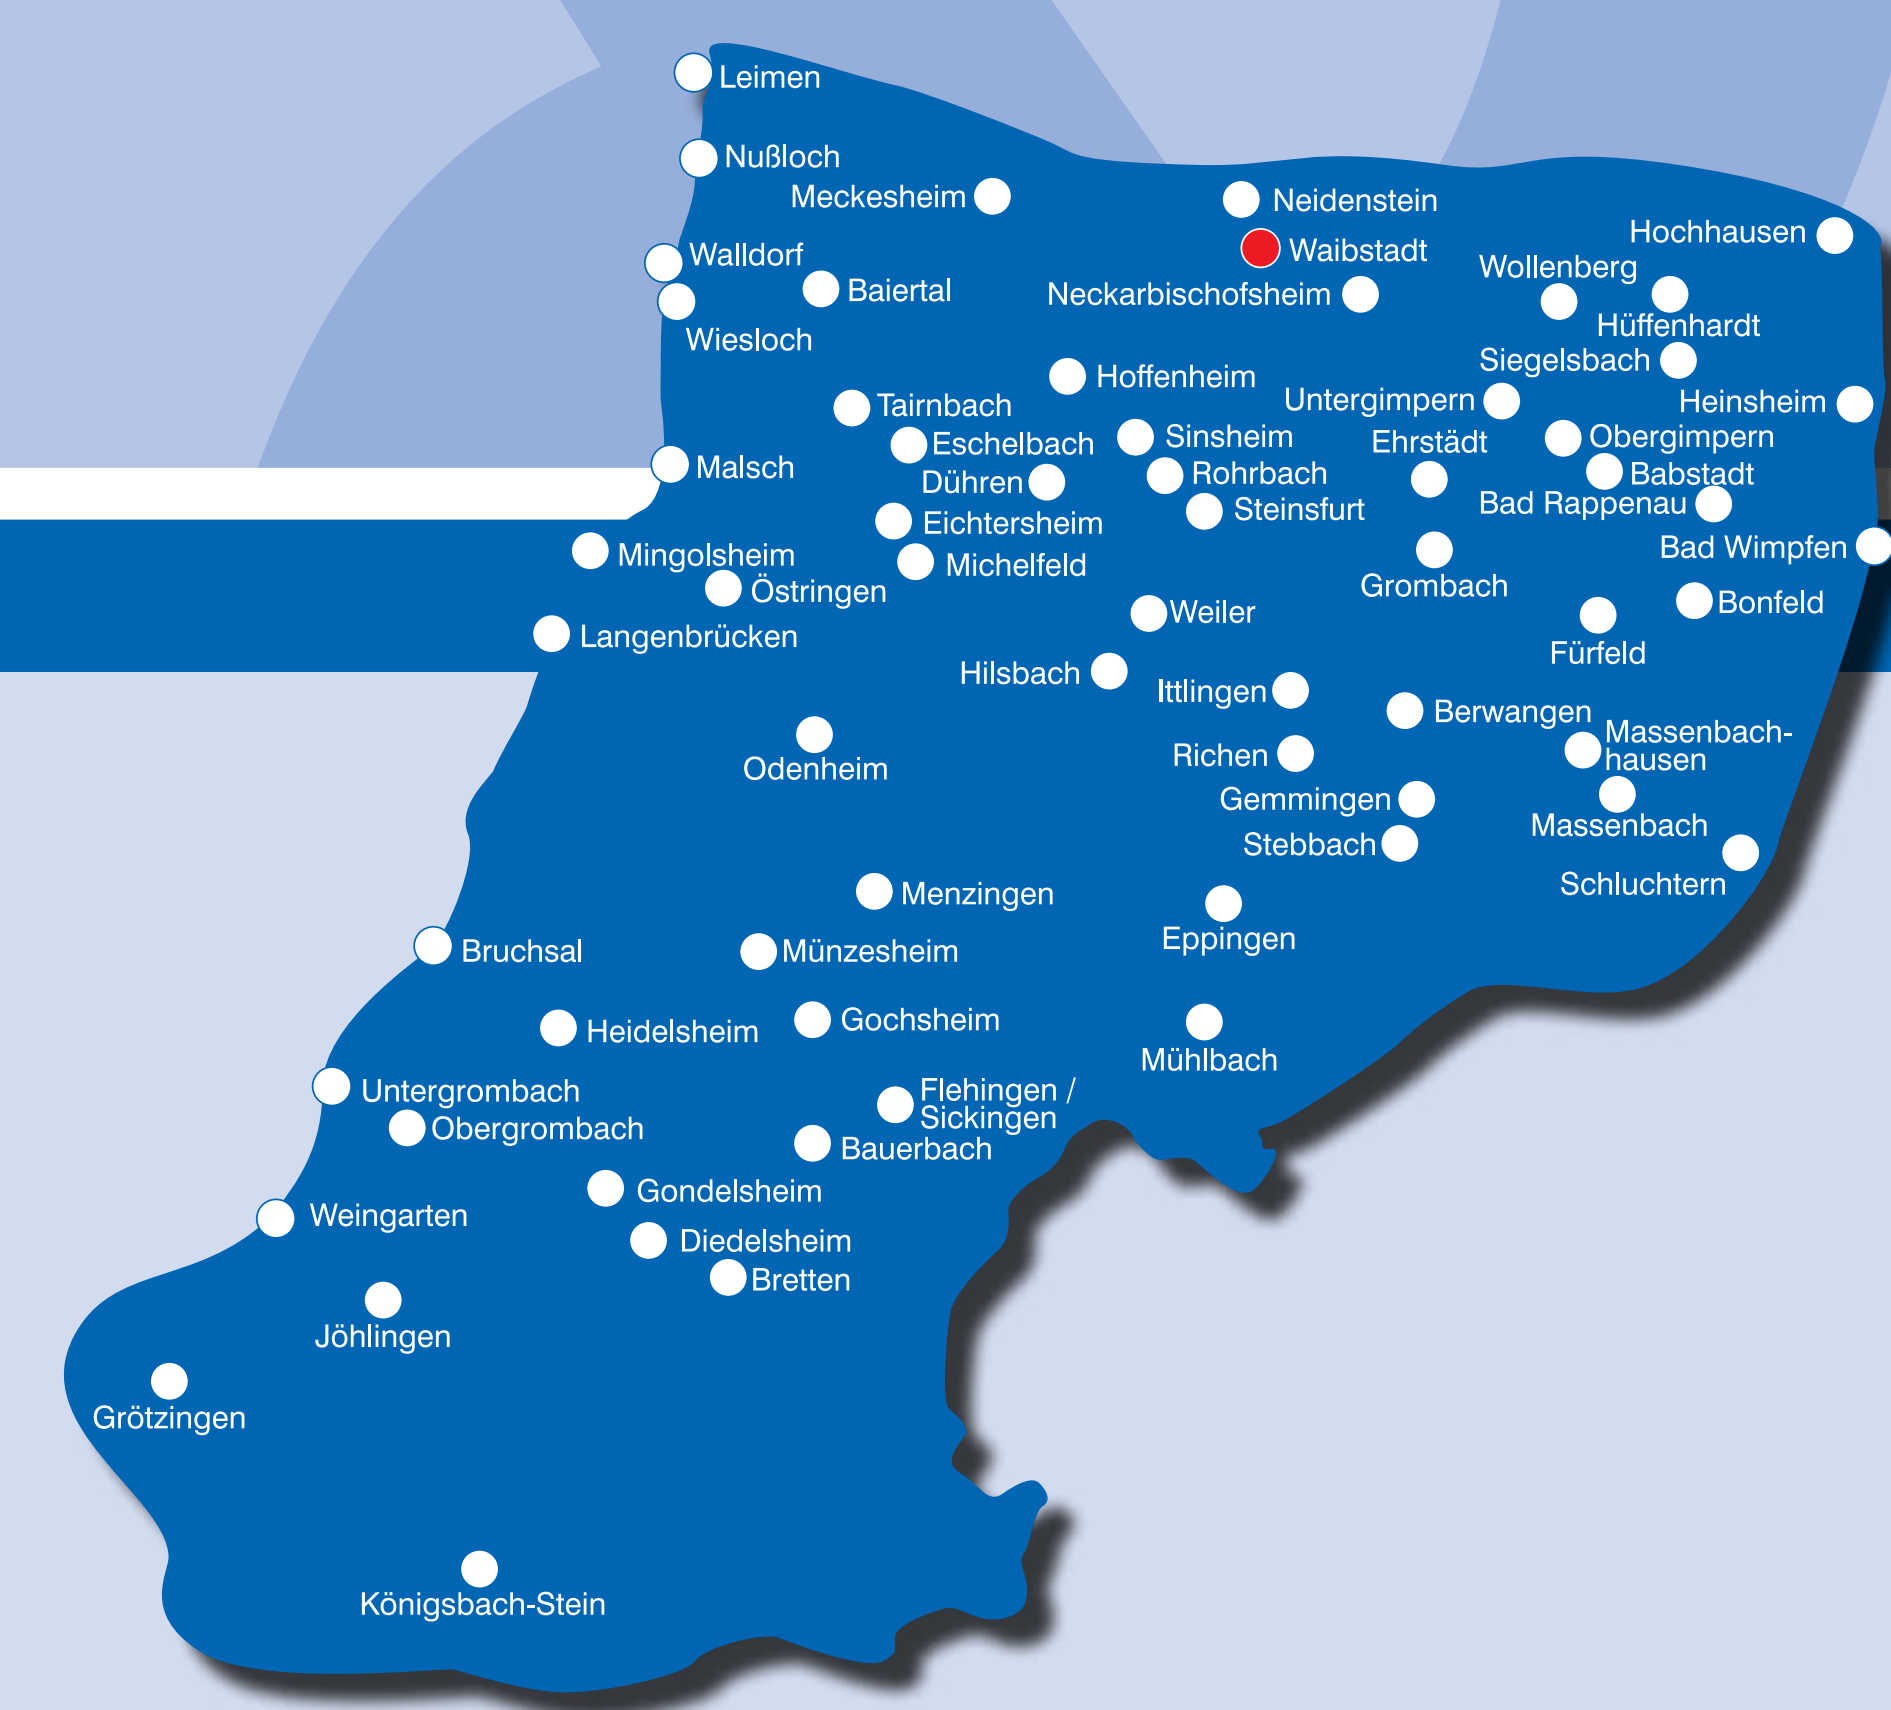 Leimen
Nußloch
Meckesheim
Neidenstein
Hochhausen
Walldorf
Waibstadt
Wollenberg
Baiertal
Neckarbischofsheim
Hüffenhardt
Wiesloch
Siegelsbach
Hoffenheim
Untergimpern
Heinsheim
Tairnbach
Sinsheim
Ehrstädt
Obergimpern
Eschelbach
Malsch
Rohrbach
Babstadt
Dühren
Steinsfurt
Bad Rappenau
Eichtersheim
Bad Wimpfen
Mingolsheim
Michelfeld
Grombach
Östringen
Bonfeld
Weiler
Langenbrücken
Fürfeld
Hilsbach
Ittlingen
Berwangen
Massenbach-
hausen
Odenheim
Richen
Gemmingen
Massenbach
Stebbach
Schluchtern
Menzingen
Eppingen
Bruchsal
Münzesheim
Gochsheim
Heidelsheim
Mühlbach
Untergrombach
Flehingen /
Sickingen
Obergrombach
Bauerbach
Gondelsheim
Weingarten
Diedelsheim
Bretten
Jöhlingen
Grötzingen
Königsbach-Stein